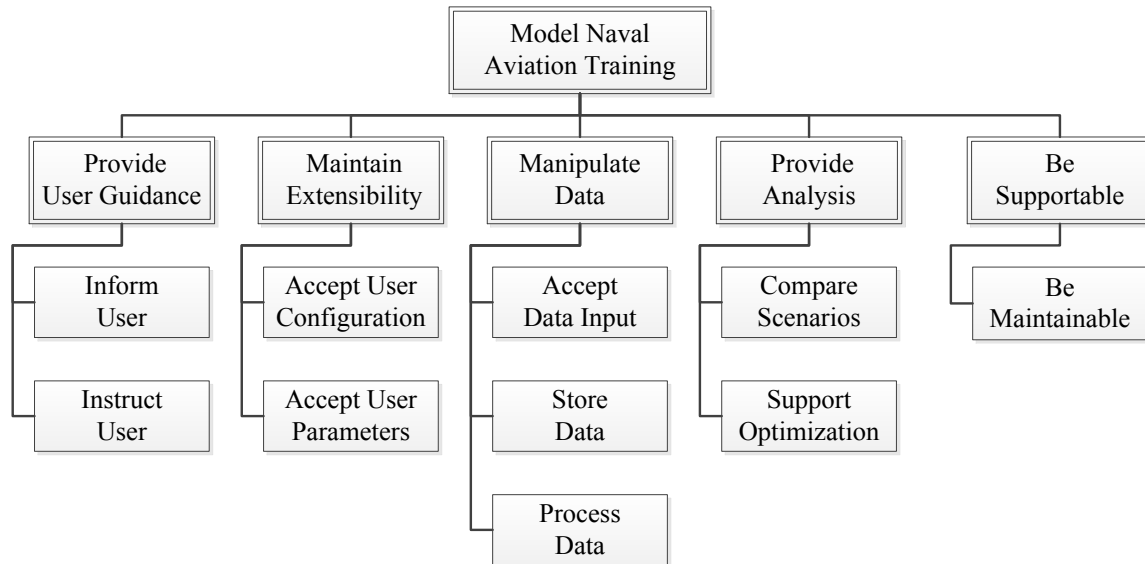 Model Naval
Aviation Training
Provide
User Guidance
Maintain
Extensibility
Manipulate
Data
Provide
Analysis
Be
Supportable
Inform
User
Accept User
Configuration
Accept
Data Input
Compare
Scenarios
Be
Maintainable
Instruct
User
Accept User
Parameters
Store
Data
Support
Optimization
Process
Data